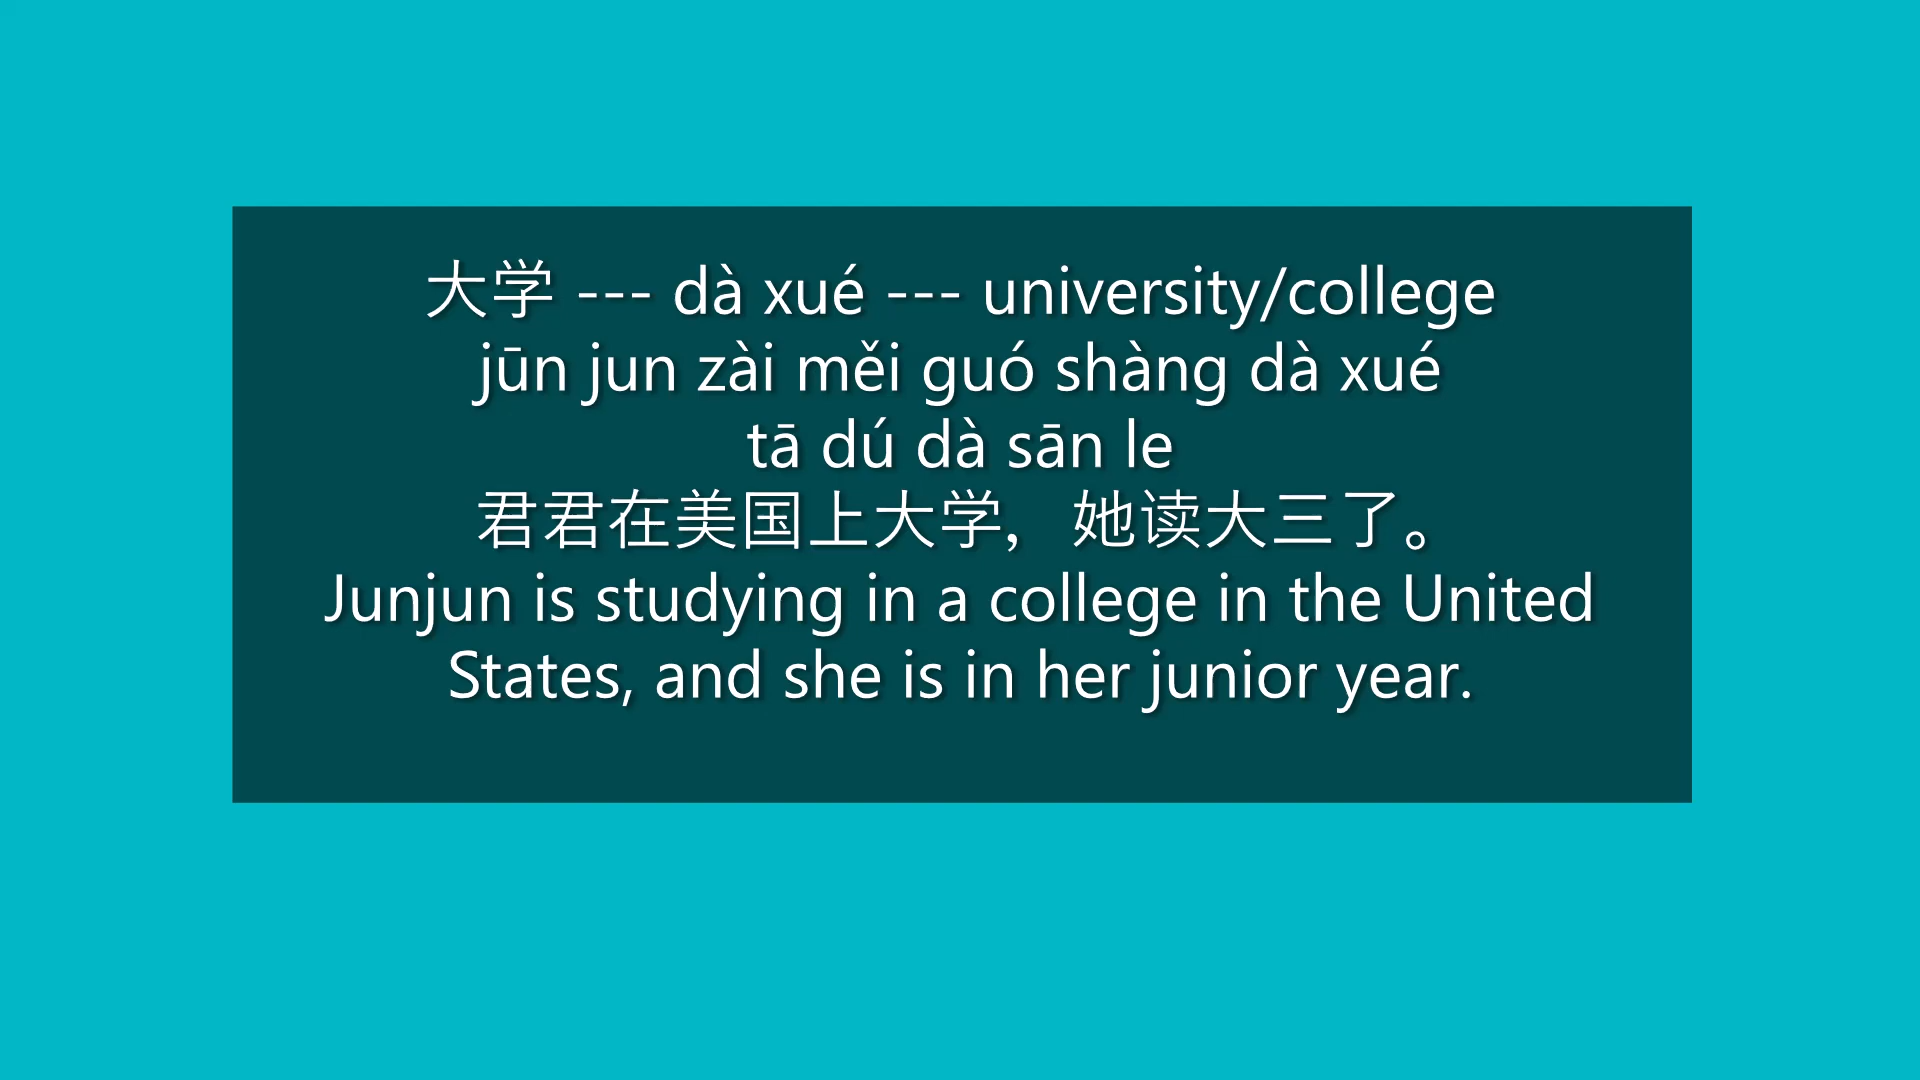 大学 --- dà xué --- university/college
jūn jun zài měi guó shàng dà xué
tā dú dà sān le
君君在美国上大学，她读大三了。
Junjun is studying in a college in the United
States, and she is in her junior year.